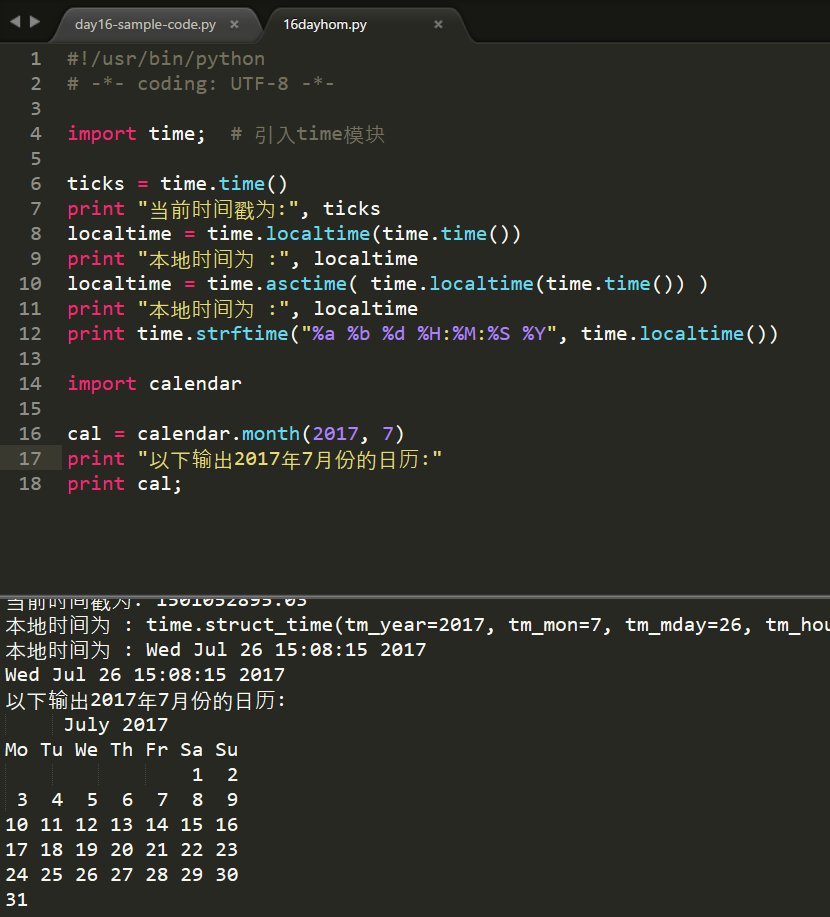 day16-sample-code.py × 16dayhom.py ×
1 #!/usr/bin/python
2 # -*- coding: UTF-8 -*-
3
4 import time;  # 引入time模块
5
6 ticks = time.time()
7 print "当前时间戳为:", ticks
8 localtime = time.localtime(time.time())
9 print "本地时间为 :", localtime
10 localtime = time.asctime( time.localtime(time.time()) )
11 print "本地时间为 :", localtime
12 print time.strftime("%a %b %d %H:%M:%S %Y", time.localtime())
13
14 import calendar
15
16 cal = calendar.month(2017, 7)
17 print "以下输出2017年7月份的日历:"
18 print cal;
当前时间戳为: 1501052895.03
本地时间为 : time.struct_time(tm_year=2017, tm_mon=7, tm_mday=26, tm_hou
本地时间为 : Wed Jul 26 15:08:15 2017
Wed Jul 26 15:08:15 2017
以下输出2017年7月份的日历:
     July 2017
Mo Tu We Th Fr Sa Su
                1  2
 3  4  5  6  7  8  9
10 11 12 13 14 15 16
17 18 19 20 21 22 23
24 25 26 27 28 29 30
31